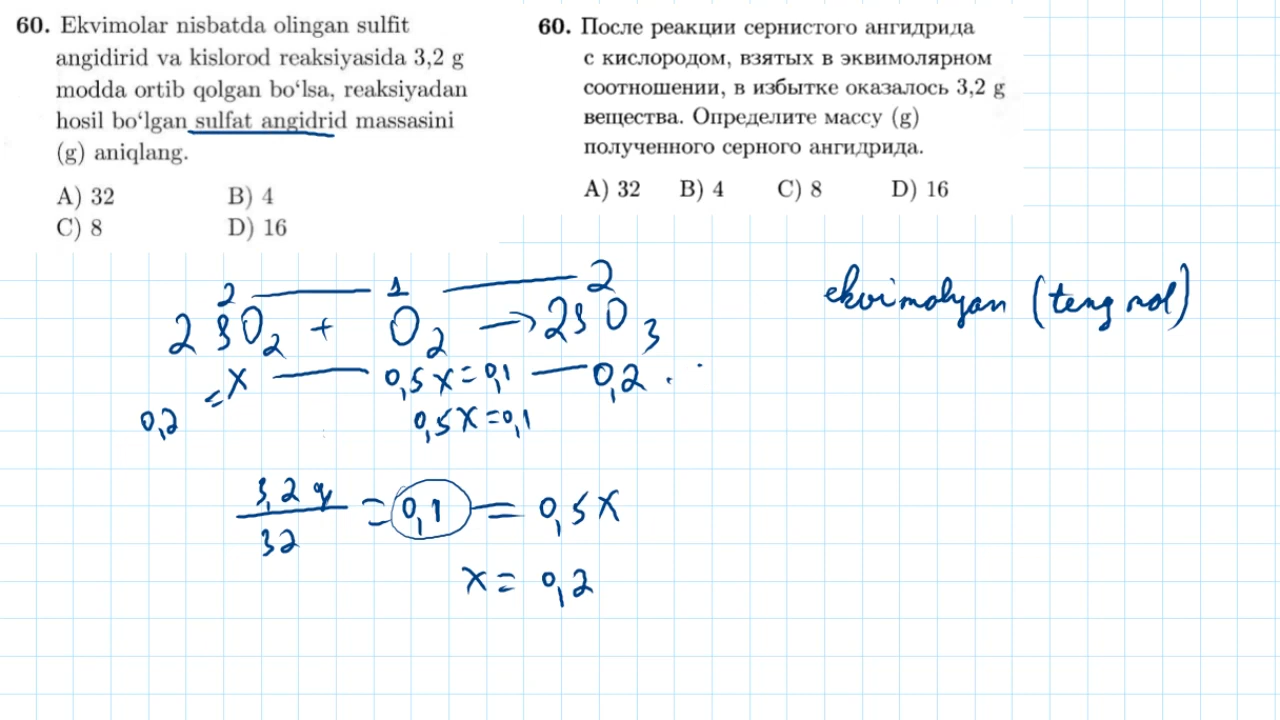 60. Ekvimolar nisbatda olingan sulfit
angidirid va kislorod reaksiyasida 3,2 g
modda ortib qolgan bo‘lsa, reaksiyadan
hosil bo‘lgan sulfat angidrid massasini
(g) aniqlang.
A) 32 B) 4
C) 8 D) 16
60. После реакции сернистого ангидрида
с кислородом, взятых в эквимолярном
соотношении, в избытке оказалось 3,2 g
вещества. Определите массу (g)
полученного серного ангидрида.
A) 32 B) 4 C) 8 D) 16
ekvimolyan (teng mol)
2 1 2
2SO2 + O2 → 2SO3
= x — 0,5x = 0,1 — 0,2 .
0,2 0,5x = 0,1
3,2 g
32
= 0,1 = 0,5x
x = 0,2